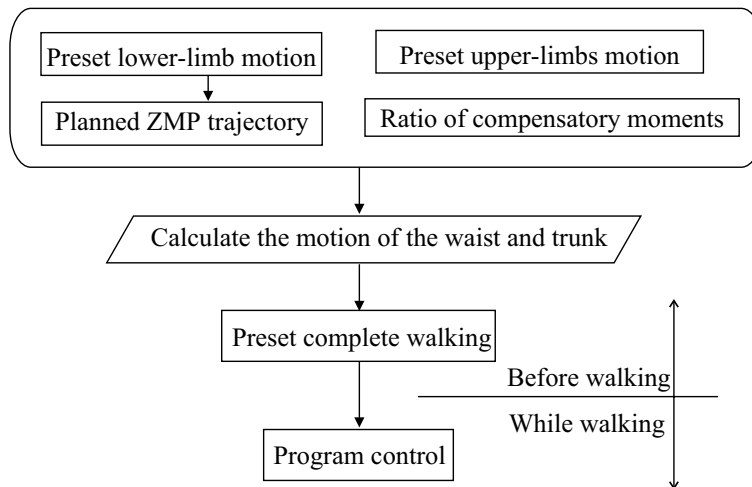 Preset lower-limb motion
Preset upper-limbs motion
Planned ZMP trajectory
Ratio of compensatory moments
Calculate the motion of the waist and trunk
Preset complete walking
Before walking
While walking
Program control